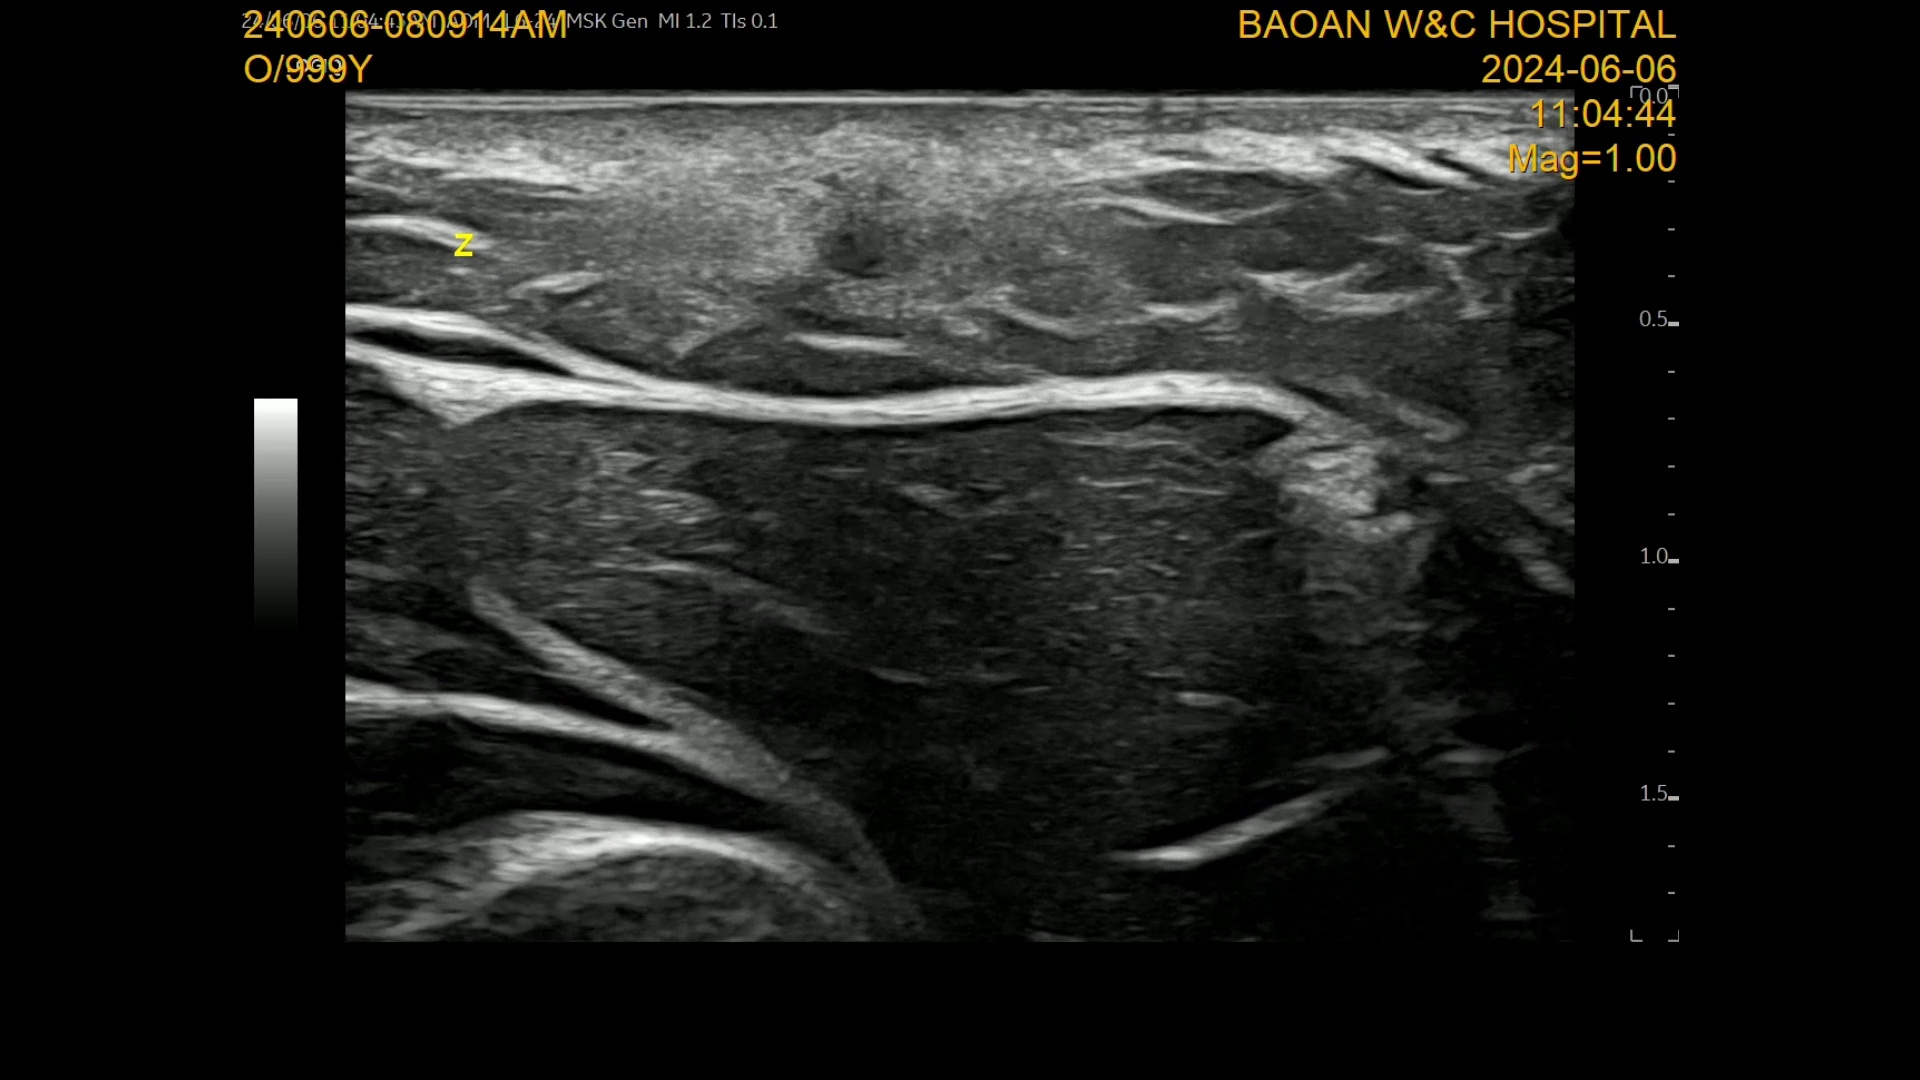 240606-080914AM
MSK Gen MI 1.2 TIs 0.1
O/999Y
BAOAN W&C HOSPITAL
2024-06-06
11:04:44
Mag=1.00
Z
0.0
0.5
1.0
1.5